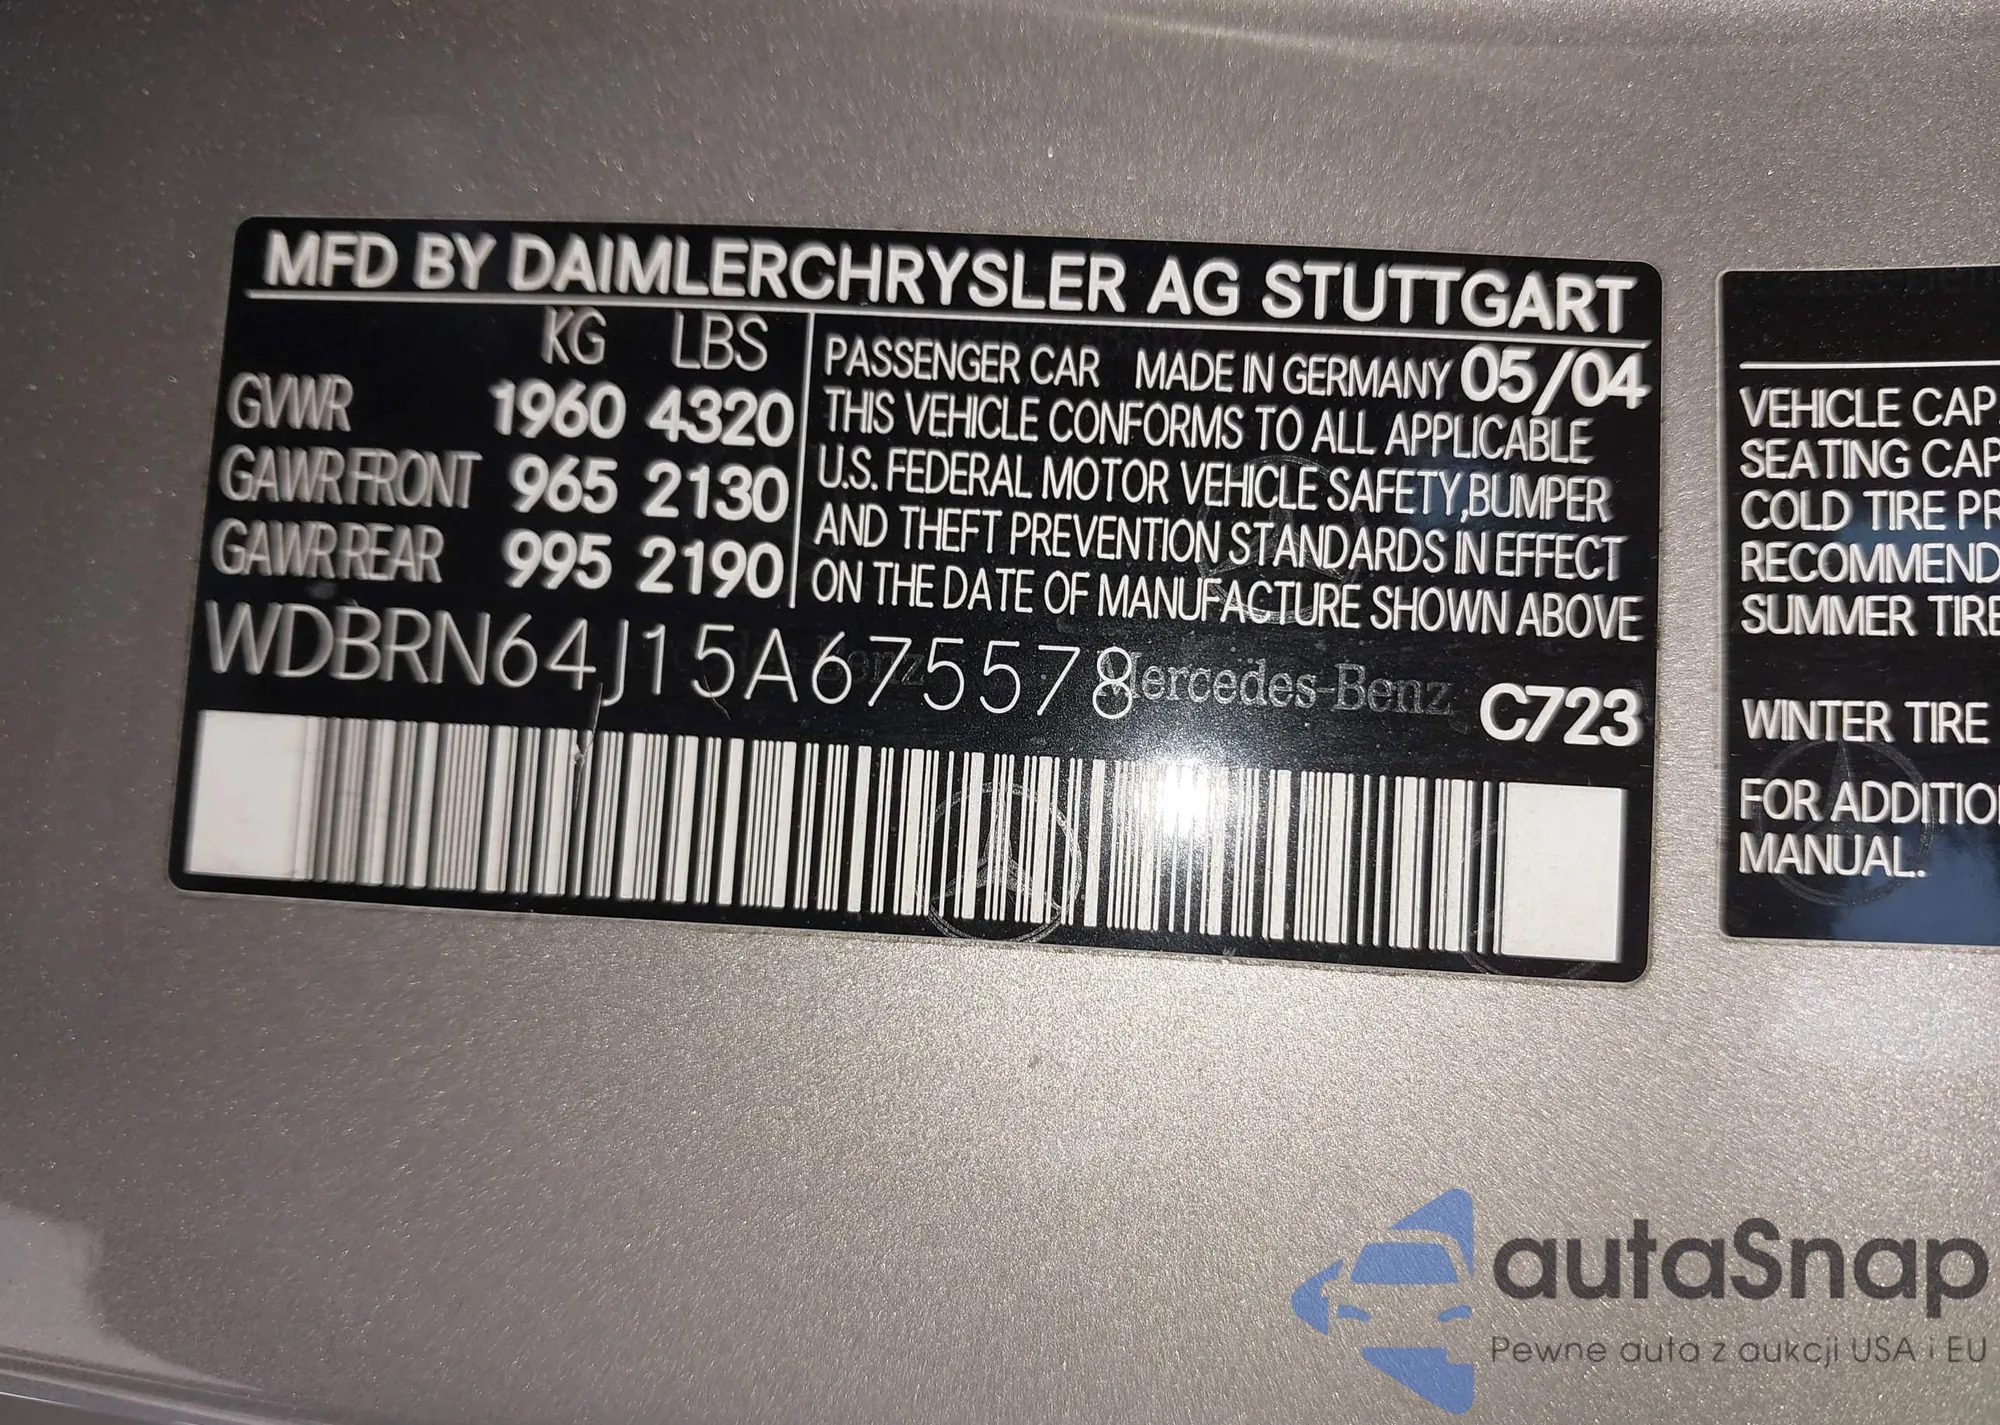 MFD BY DAIMLERCHRYSLER AG STUTTGART
KG LBS
GVWR 1960 4320
GAWR FRONT 965 2130
GAWR REAR 995 2190
PASSENGER CAR MADE IN GERMANY 05/04
THIS VEHICLE CONFORMS TO ALL APPLICABLE
U.S. FEDERAL MOTOR VEHICLE SAFETY, BUMPER
AND THEFT PREVENTION STANDARDS IN EFFECT
ON THE DATE OF MANUFACTURE SHOWN ABOVE
WDBRN64J15A675578
Mercedes-Benz
C723
VEHICLE CAP
SEATING CAP
COLD TIRE PR
RECOMMEND
SUMMER TIRE
WINTER TIRE
FOR ADDITIO
MANUAL.
autaSnap
Pewne auta z aukcji USA i EU